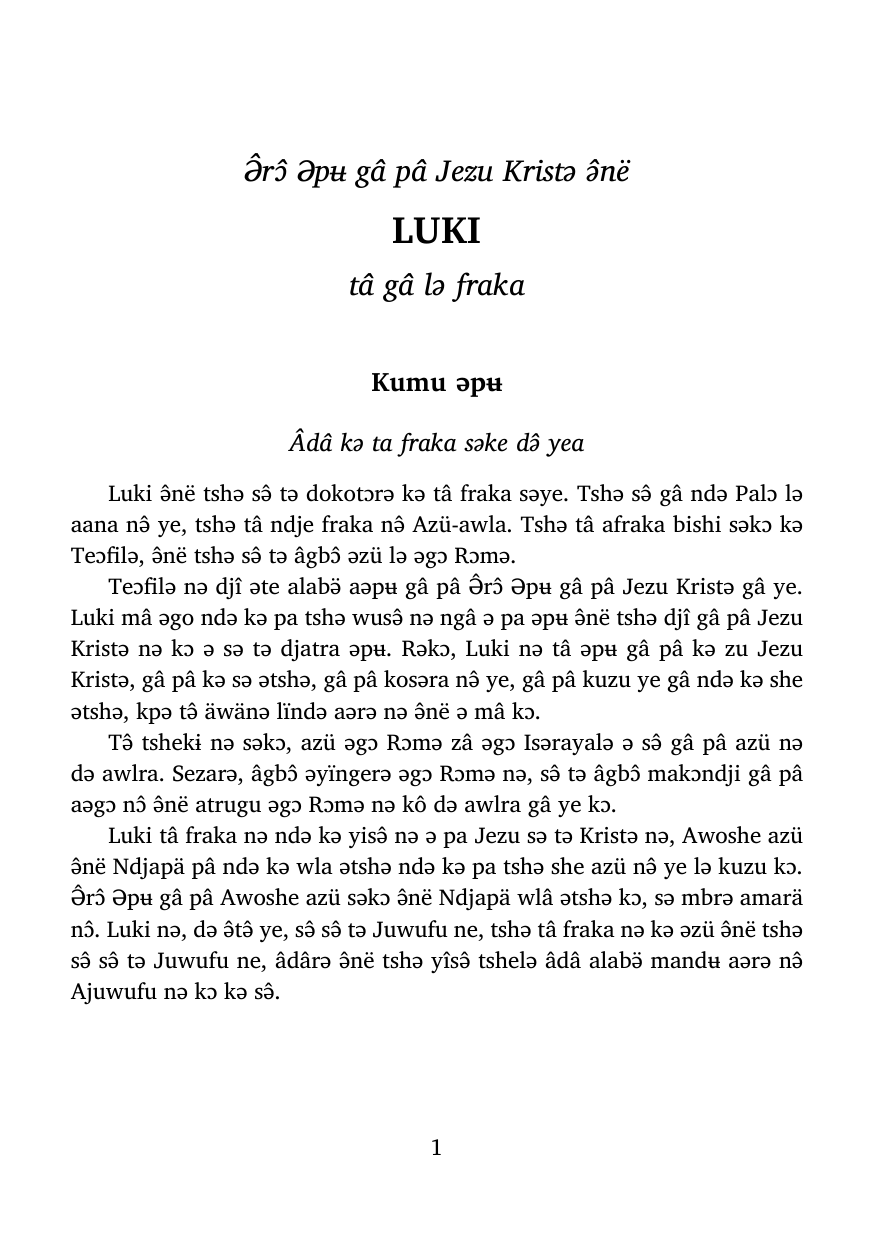 Ə̂rɔ̂ Əpʉ gâ pâ Jezu Kristə ə̂në
LUKI
tâ gâ lə fraka
Kumu əpʉ
Âdâ kə ta fraka səke də̂ yea
Luki ə̂në tshə sə̂ tə dokotɔrə kə tâ fraka səye. Tshə sə̂ gâ ndə Palɔ lə
aana nə̂ ye, tshə tâ ndje fraka nə̂ Azü-awla. Tshə tâ afraka bishi səkɔ kə
Teɔfilə, ə̂në tshə sə̂ tə âgbɔ̂ əzü lə əgɔ Rɔmə.
Teɔfilə nə djî əte alabə̈ aəpʉ gâ pâ Ə̂rɔ̂ Əpʉ gâ pâ Jezu Kristə gâ ye.
Luki mâ əgo ndə kə pa tshə wusə̂ nə ngâ ə pa əpʉ ə̂në tshə djî gâ pâ Jezu
Kristə nə kɔ ə sə tə djatra əpʉ. Rəkɔ, Luki nə tâ əpʉ gâ pâ kə zu Jezu
Kristə, gâ pâ kə sə ətshə, gâ pâ kosəra nə̂ ye, gâ pâ kuzu ye gâ ndə kə she
ətshə, kpə tə̂ äwänə lïndə aərə nə ə̂në ə mâ kɔ.
Tə̂ tshekɨ nə səkɔ, azü əgɔ Rɔmə zâ əgɔ Isərayalə ə sə̂ gâ pâ azü nə
də awlra. Sezarə, âgbɔ̂ əyïngerə əgɔ Rɔmə nə, sə̂ tə âgbɔ̂ makɔndji gâ pâ
aəgɔ nɔ̂ ə̂në atrugu əgɔ Rɔmə nə kô də awlra gâ ye kɔ.
Luki tâ fraka nə ndə kə yisə̂ nə ə pa Jezu sə tə Kristə nə, Awoshe azü
ə̂në Ndjapä pâ ndə kə wla ətshə ndə kə pa tshə she azü nə̂ ye lə kuzu kɔ.
Ə̂rɔ̂ Əpʉ gâ pâ Awoshe azü səkɔ ə̂në Ndjapä wlâ ətshə kɔ, sə mbrə amarä
nɔ̂. Luki nə, də ə̂tə̂ ye, sə̂ sə̂ tə Juwufu ne, tshə tâ fraka nə kə əzü ə̂në tshə
sə̂ sə̂ tə Juwufu ne, âdârə ə̂në tshə yîsə̂ tshelə âdâ alabə̈ mandʉ aərə nə̂
Ajuwufu nə kɔ kə sə̂.
1